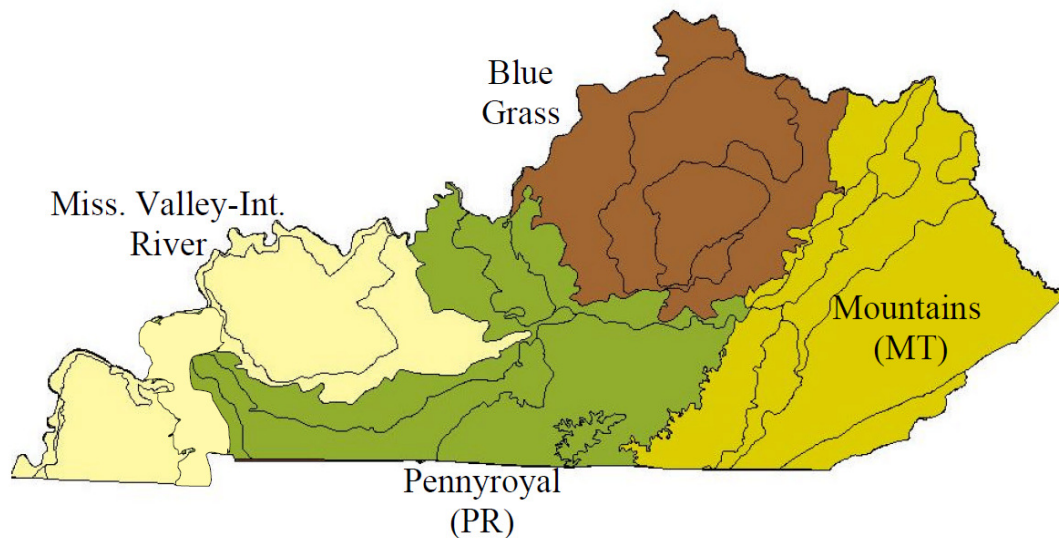 Blue
Grass
Miss. Valley-Int.
River
Mountains
(MT)
Pennyroyal
(PR)